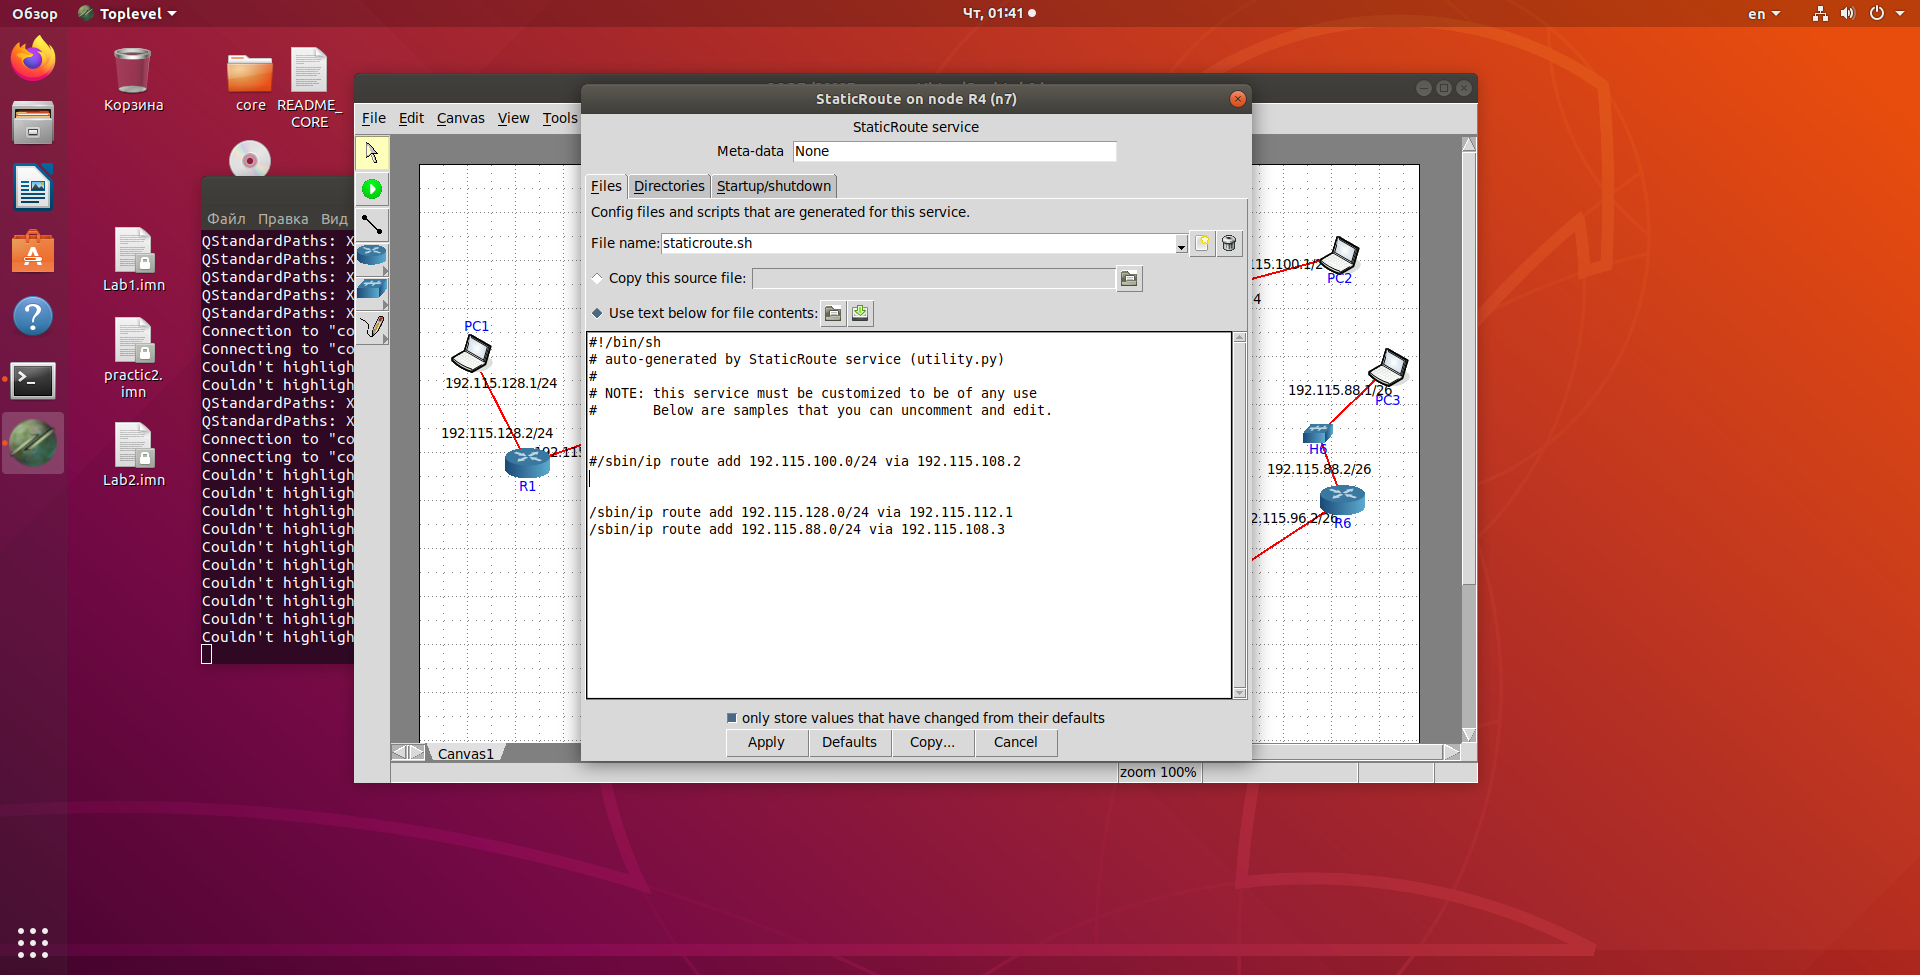 Обзор
Toplevel
Чт, 01:41
en
Корзина
core
README_
CORE
Lab1.imn
practic2.
imn
Lab2.imn
Файл Правка Вид
QStandardPaths: X
QStandardPaths: X
QStandardPaths: X
QStandardPaths: X
QStandardPaths: X
Connection to "co
Connecting to "co
Couldn't highligh
Couldn't highligh
QStandardPaths: X
QStandardPaths: X
Connection to "co
Connecting to "co
Couldn't highligh
Couldn't highligh
Couldn't highligh
Couldn't highligh
Couldn't highligh
Couldn't highligh
Couldn't highligh
Couldn't highligh
Couldn't highligh
Couldn't highligh
File Edit Canvas View Tools
PC1
192.115.128.1/24
192.115.128.2/24
R1
StaticRoute on node R4 (n7)
StaticRoute service
Meta-data None
Files Directories Startup/shutdown
Config files and scripts that are generated for this service.
File name: staticroute.sh
Copy this source file:
Use text below for file contents:
#!/bin/sh
# auto-generated by StaticRoute service (utility.py)
#
# NOTE: this service must be customized to be of any use
#       Below are samples that you can uncomment and edit.
#/sbin/ip route add 192.115.100.0/24 via 192.115.108.2
/sbin/ip route add 192.115.128.0/24 via 192.115.112.1
/sbin/ip route add 192.115.88.0/24 via 192.115.108.3
only store values that have changed from their defaults
Apply Defaults Copy... Cancel
PC2
4
192.115.88.1/26
PC3
H6
192.115.88.2/26
2.115.96.2/26
R6
Canvas1
zoom 100%